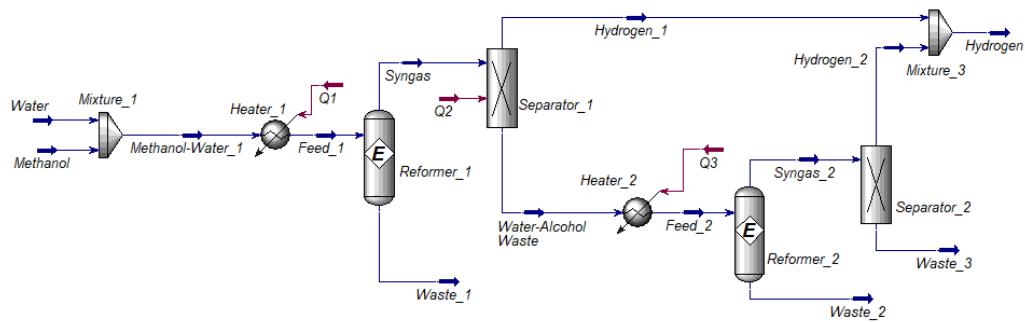 Hydrogen_1
Hydrogen
Hydrogen_2
Mixture_3
Syngas
Q1
Heater_1
Mixture_1
Water
Q2
Separator_1
Methanol
Methanol-Water_1
Feed_1
Reformer_1
Q3
Heater_2
Syngas_2
E
Separator_2
Water-Alcohol
Waste
Feed_2
E
Reformer_2
Waste_3
Waste_1
Waste_2